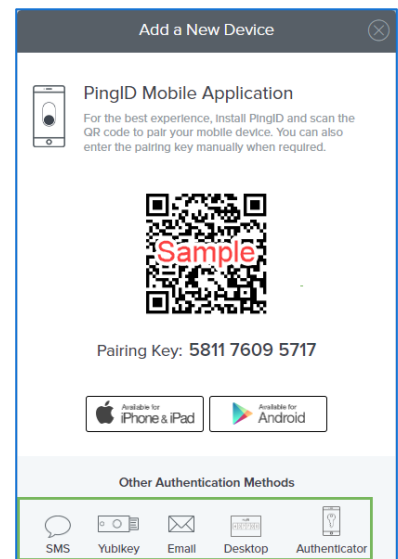 Add a New Device
PingID Mobile Application
For the best experience, install PingID and scan the
QR code to pair your mobile device. You can also
enter the pairing key manually when required.
Sample
Pairing Key: 5811 7609 5717
Available for
iPhone & iPad
Available for
Android
Other Authentication Methods
SMS Yubikey Email Desktop Authenticator